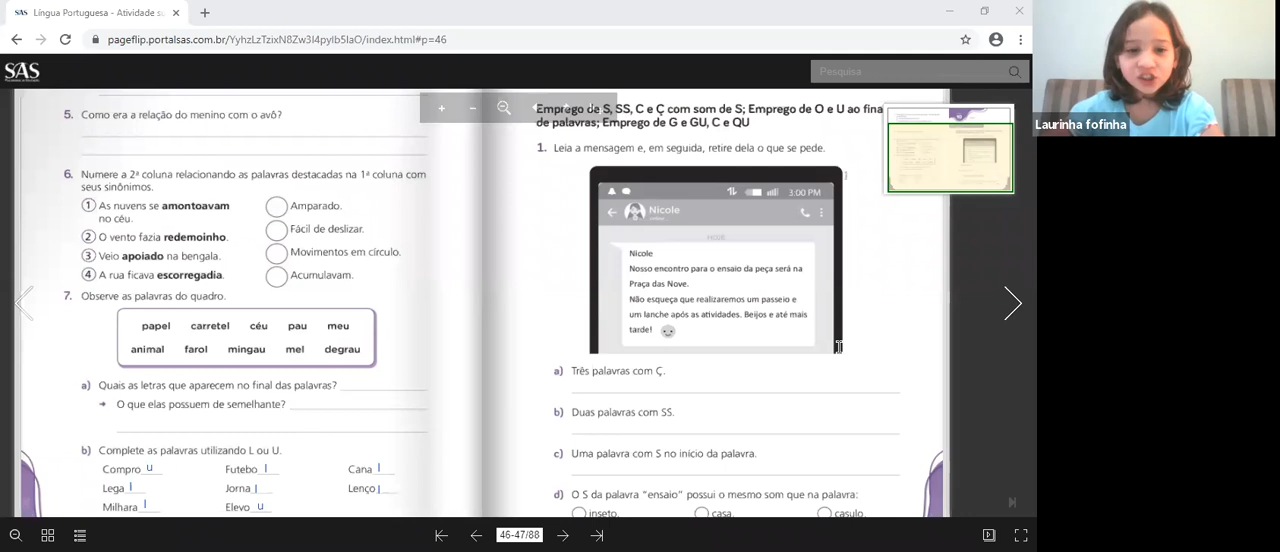 SAS Língua Portuguesa - Atividade su
pageflip.portalsas.com.br/YyhzLzTzixN8Zw3I4pyIb5IaO/index.html#p=46
SAS
Pesquisa
5. Como era a relação do menino com o avô?
6. Numere a 2ª coluna relacionando as palavras destacadas na 1ª coluna com
seus sinônimos.
1 As nuvens se amontoavam
no céu.
2 O vento fazia redemoinho.
3 Veio apoiado na bengala.
4 A rua ficava escorregadia.
Amparado.
Fácil de deslizar.
Movimentos em círculo.
Acumulavam.
7. Observe as palavras do quadro.
papel carretel céu pau meu
animal farol mingau mel degrau
a) Quais as letras que aparecem no final das palavras?
➔ O que elas possuem de semelhante?
b) Complete as palavras utilizando L ou U.
Compro u Futebo l Cana l
Lega l Jorna l Lenço l
Milhara l Elevo u
Emprego de S, SS, C e Ç com som de S; Emprego de O e U ao fina
de palavras; Emprego de G e GU, C e QU
1. Leia a mensagem e, em seguida, retire dela o que se pede.
3:00 PM
Nicole
online
HOJE
Nicole
Nosso encontro para o ensaio da peça será na
Praça das Nove.
Não esqueça que realizaremos um passeio e
um lanche após as atividades. Beijos e até mais
tarde!
a) Três palavras com Ç.
b) Duas palavras com SS.
c) Uma palavra com S no início da palavra.
d) O S da palavra "ensaio" possui o mesmo som que na palavra:
inseto. casa. casulo.
46-47/88
Laurinha fofinha